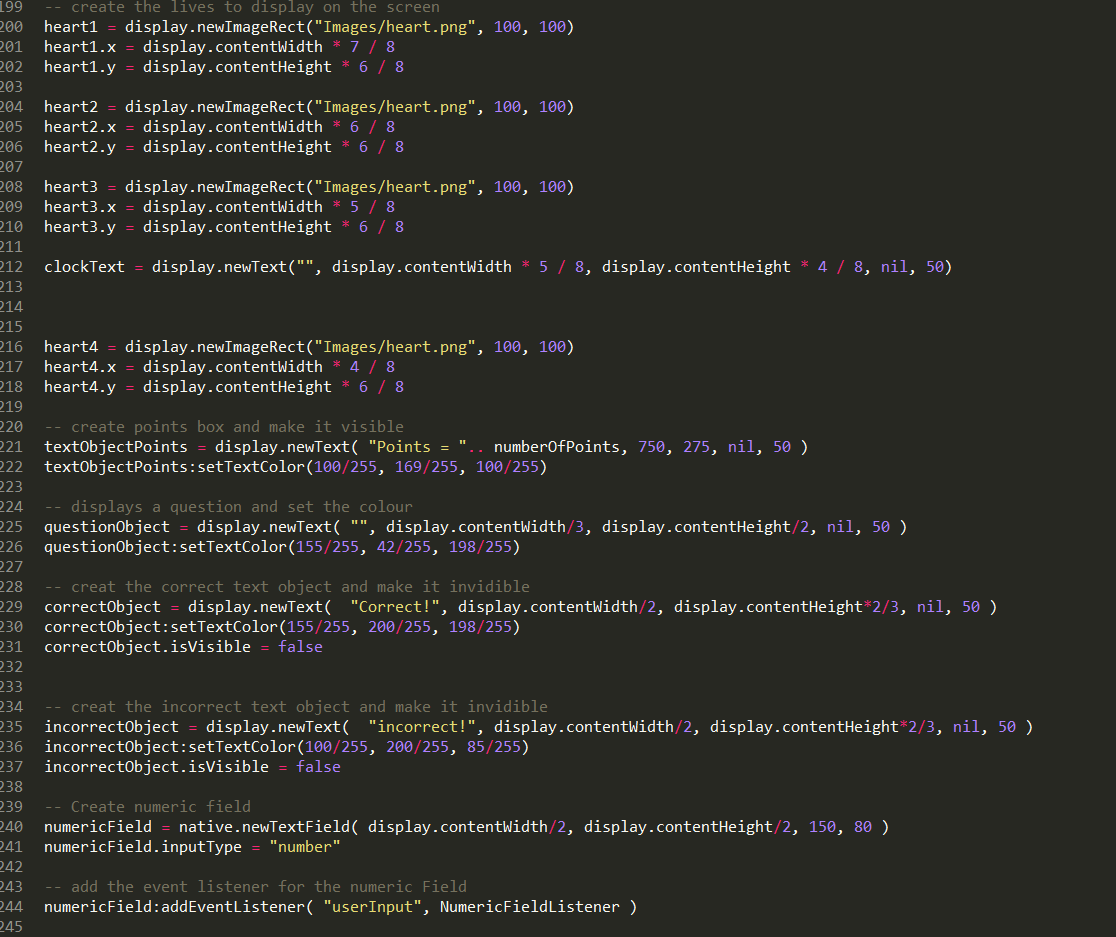 199 -- create the lives to display on the screen
200 heart1 = display.newImageRect("Images/heart.png", 100, 100)
201 heart1.x = display.contentWidth * 7 / 8
202 heart1.y = display.contentHeight * 6 / 8
203
204 heart2 = display.newImageRect("Images/heart.png", 100, 100)
205 heart2.x = display.contentWidth * 6 / 8
206 heart2.y = display.contentHeight * 6 / 8
207
208 heart3 = display.newImageRect("Images/heart.png", 100, 100)
209 heart3.x = display.contentWidth * 5 / 8
210 heart3.y = display.contentHeight * 6 / 8
211
212 clockText = display.newText("", display.contentWidth * 5 / 8, display.contentHeight * 4 / 8, nil, 50)
213
214
215
216 heart4 = display.newImageRect("Images/heart.png", 100, 100)
217 heart4.x = display.contentWidth * 4 / 8
218 heart4.y = display.contentHeight * 6 / 8
219
220 -- create points box and make it visible
221 textObjectPoints = display.newText( "Points = ".. numberOfPoints, 750, 275, nil, 50 )
222 textObjectPoints:setTextColor(100/255, 169/255, 100/255)
223
224 -- displays a question and set the colour
225 questionObject = display.newText( "", display.contentWidth/3, display.contentHeight/2, nil, 50 )
226 questionObject:setTextColor(155/255, 42/255, 198/255)
227
228 -- creat the correct text object and make it invidible
229 correctObject = display.newText(  "Correct!", display.contentWidth/2, display.contentHeight*2/3, nil, 50 )
230 correctObject:setTextColor(155/255, 200/255, 198/255)
231 correctObject.isVisible = false
232
233
234 -- creat the incorrect text object and make it invidible
235 incorrectObject = display.newText(  "incorrect!", display.contentWidth/2, display.contentHeight*2/3, nil, 50 )
236 incorrectObject:setTextColor(100/255, 200/255, 85/255)
237 incorrectObject.isVisible = false
238
239 -- Create numeric field
240 numericField = native.newTextField( display.contentWidth/2, display.contentHeight/2, 150, 80 )
241 numericField.inputType = "number"
242
243 -- add the event listener for the numeric Field
244 numericField:addEventListener( "userInput", NumericFieldListener )
245